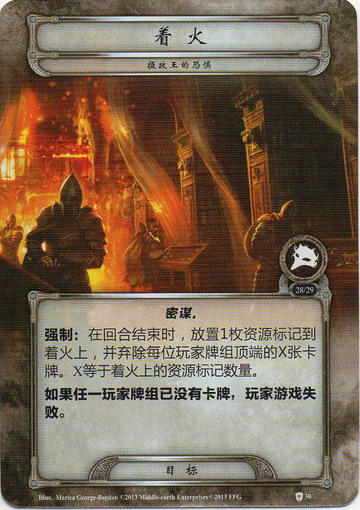 着火
摄政王的恐惧
28/29
密谋.
强制：在回合结束时，放置1枚资源标记到
着火上，并弃除每位玩家牌组顶端的X张卡
牌。X等于着火上的资源标记数量。
如果任一玩家牌组已没有卡牌，玩家游戏失
败。
目标
Illus. Marica George-Bogdan ©2013 Middle-earth Enterprises ©2013 FFG
30